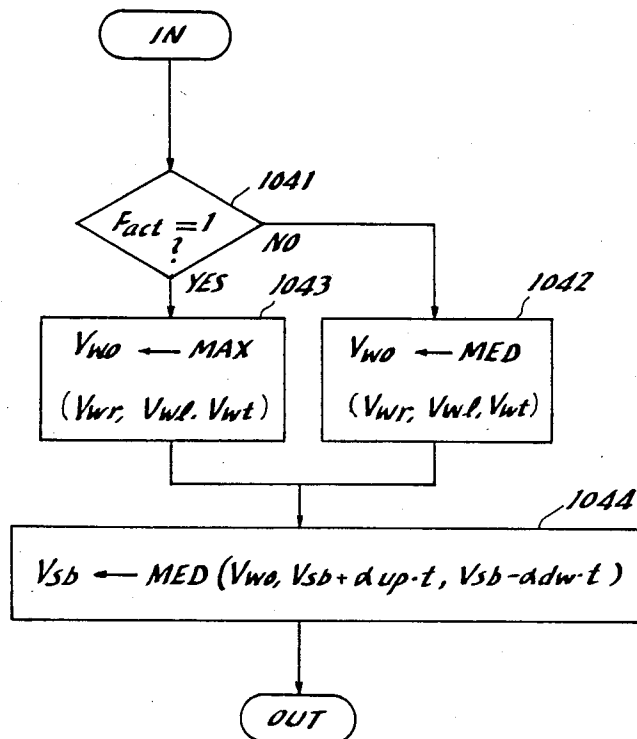 IN
1041
Fact = 1
?
NO
YES
1043
1042
Vwo ← MAX
(Vwr, Vwl. Vwt)
Vwo ← MED
(Vwr, Vwl, Vwt)
1044
Vsb ← MED (Vwo, Vsb+αup·t, Vsb-αdw·t)
OUT